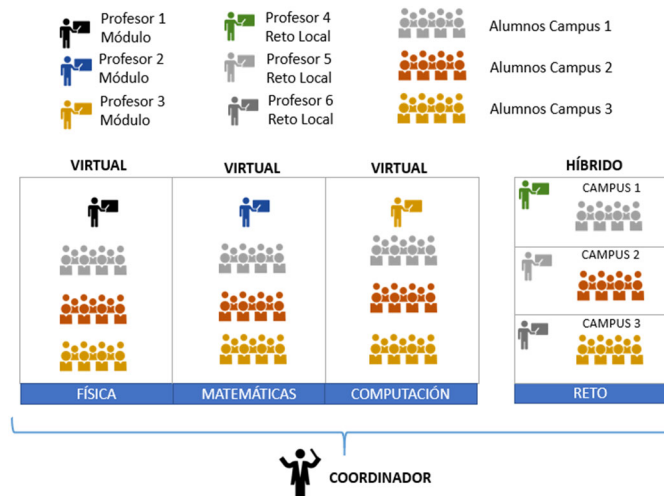 Profesor 1
Módulo
Profesor 4
Reto Local
Alumnos Campus 1
Profesor 2
Módulo
Profesor 5
Reto Local
Alumnos Campus 2
Profesor 3
Módulo
Profesor 6
Reto Local
Alumnos Campus 3
VIRTUAL
VIRTUAL
VIRTUAL
HÍBRIDO
CAMPUS 1
CAMPUS 2
CAMPUS 3
FÍSICA
MATEMÁTICAS
COMPUTACIÓN
RETO
COORDINADOR